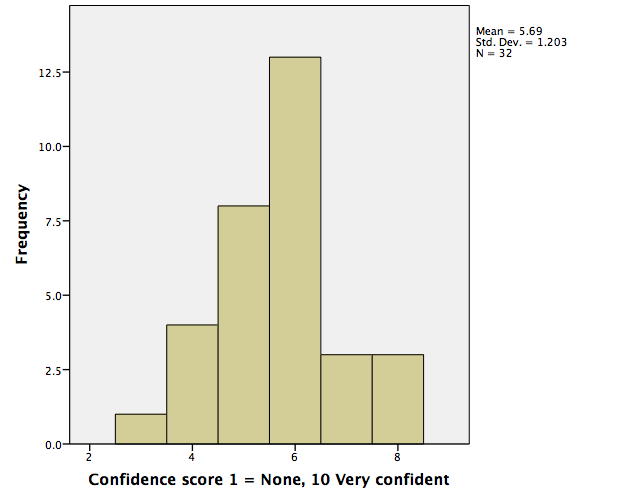 Mean = 5.69
Std. Dev. = 1.203
N = 32
Frequency
12.5
10.0
7.5
5.0
2.5
0.0
2 4 6 8
Confidence score 1 = None, 10 Very confident